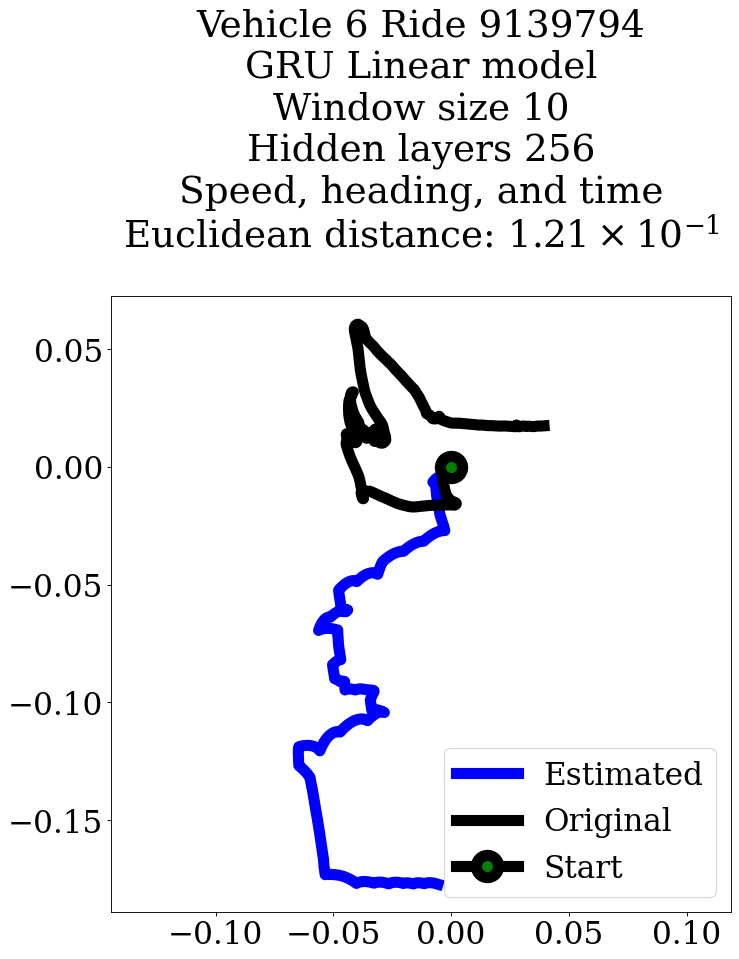 Vehicle 6 Ride 9139794
GRU Linear model
Window size 10
Hidden layers 256
Speed, heading, and time
Euclidean distance: 1.21 × 10⁻¹
0.05
0.00
−0.05
−0.10
−0.15
Estimated
Original
Start
−0.10 −0.05 0.00 0.05 0.10